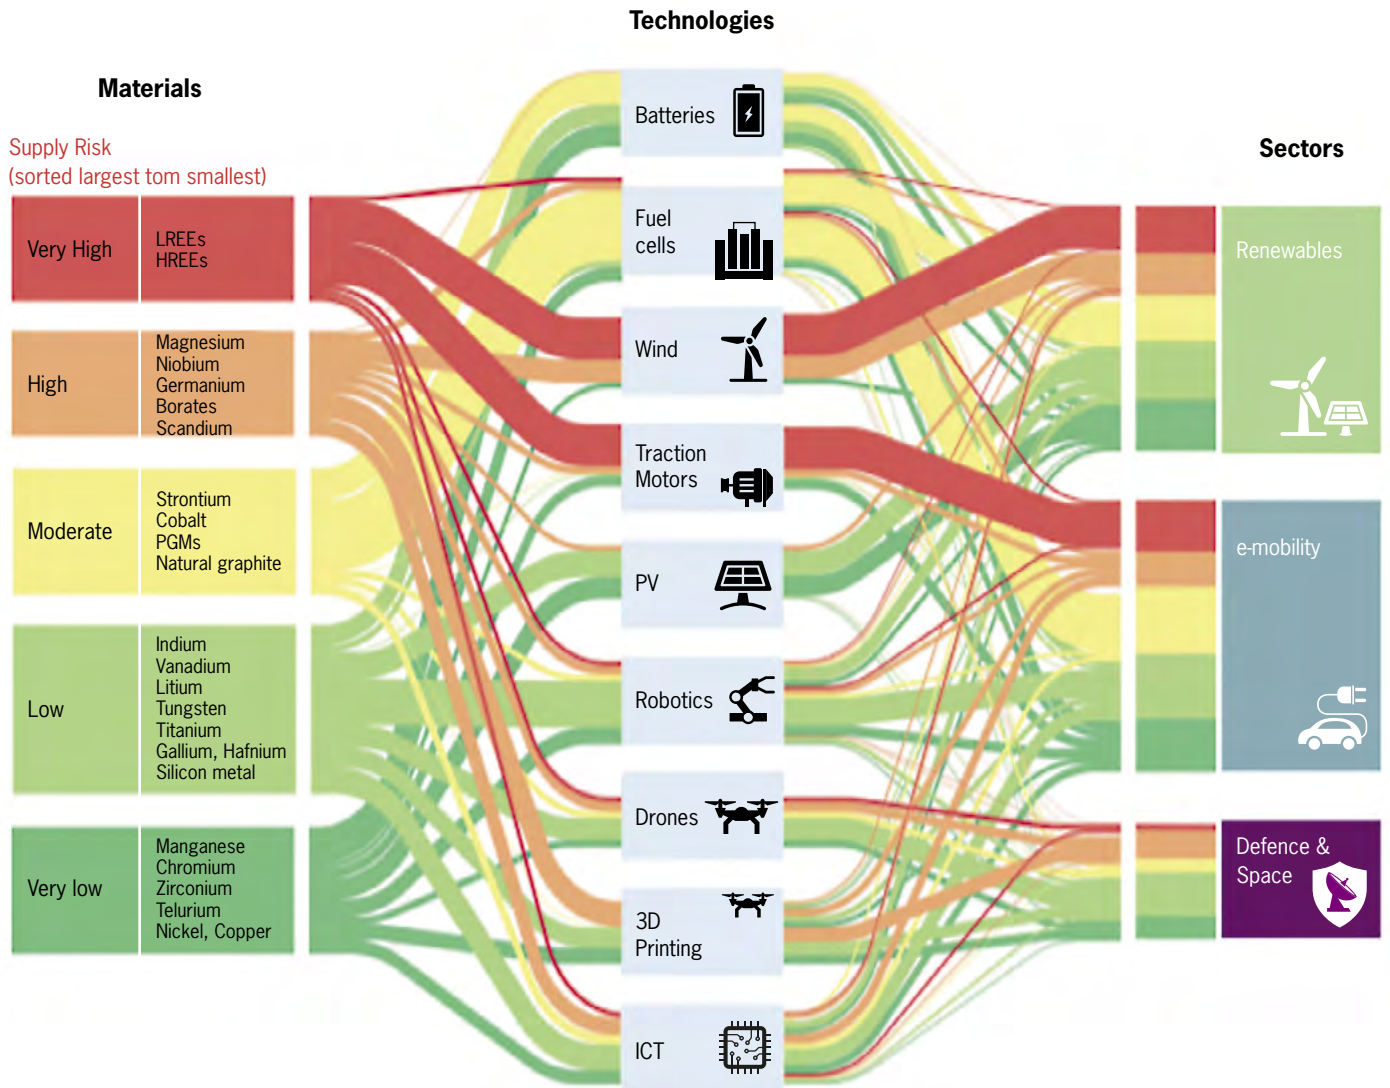 Technologies
Materials
Supply Risk
(sorted largest tom smallest)
Very High
LREEs
HREEs
High
Magnesium
Niobium
Germanium
Borates
Scandium
Moderate
Strontium
Cobalt
PGMs
Natural graphite
Low
Indium
Vanadium
Litium
Tungsten
Titanium
Gallium, Hafnium
Silicon metal
Very low
Manganese
Chromium
Zirconium
Telurium
Nickel, Copper
Batteries
Fuel
cells
Wind
Traction
Motors
PV
Robotics
Drones
3D
Printing
ICT
Sectors
Renewables
e-mobility
Defence &
Space